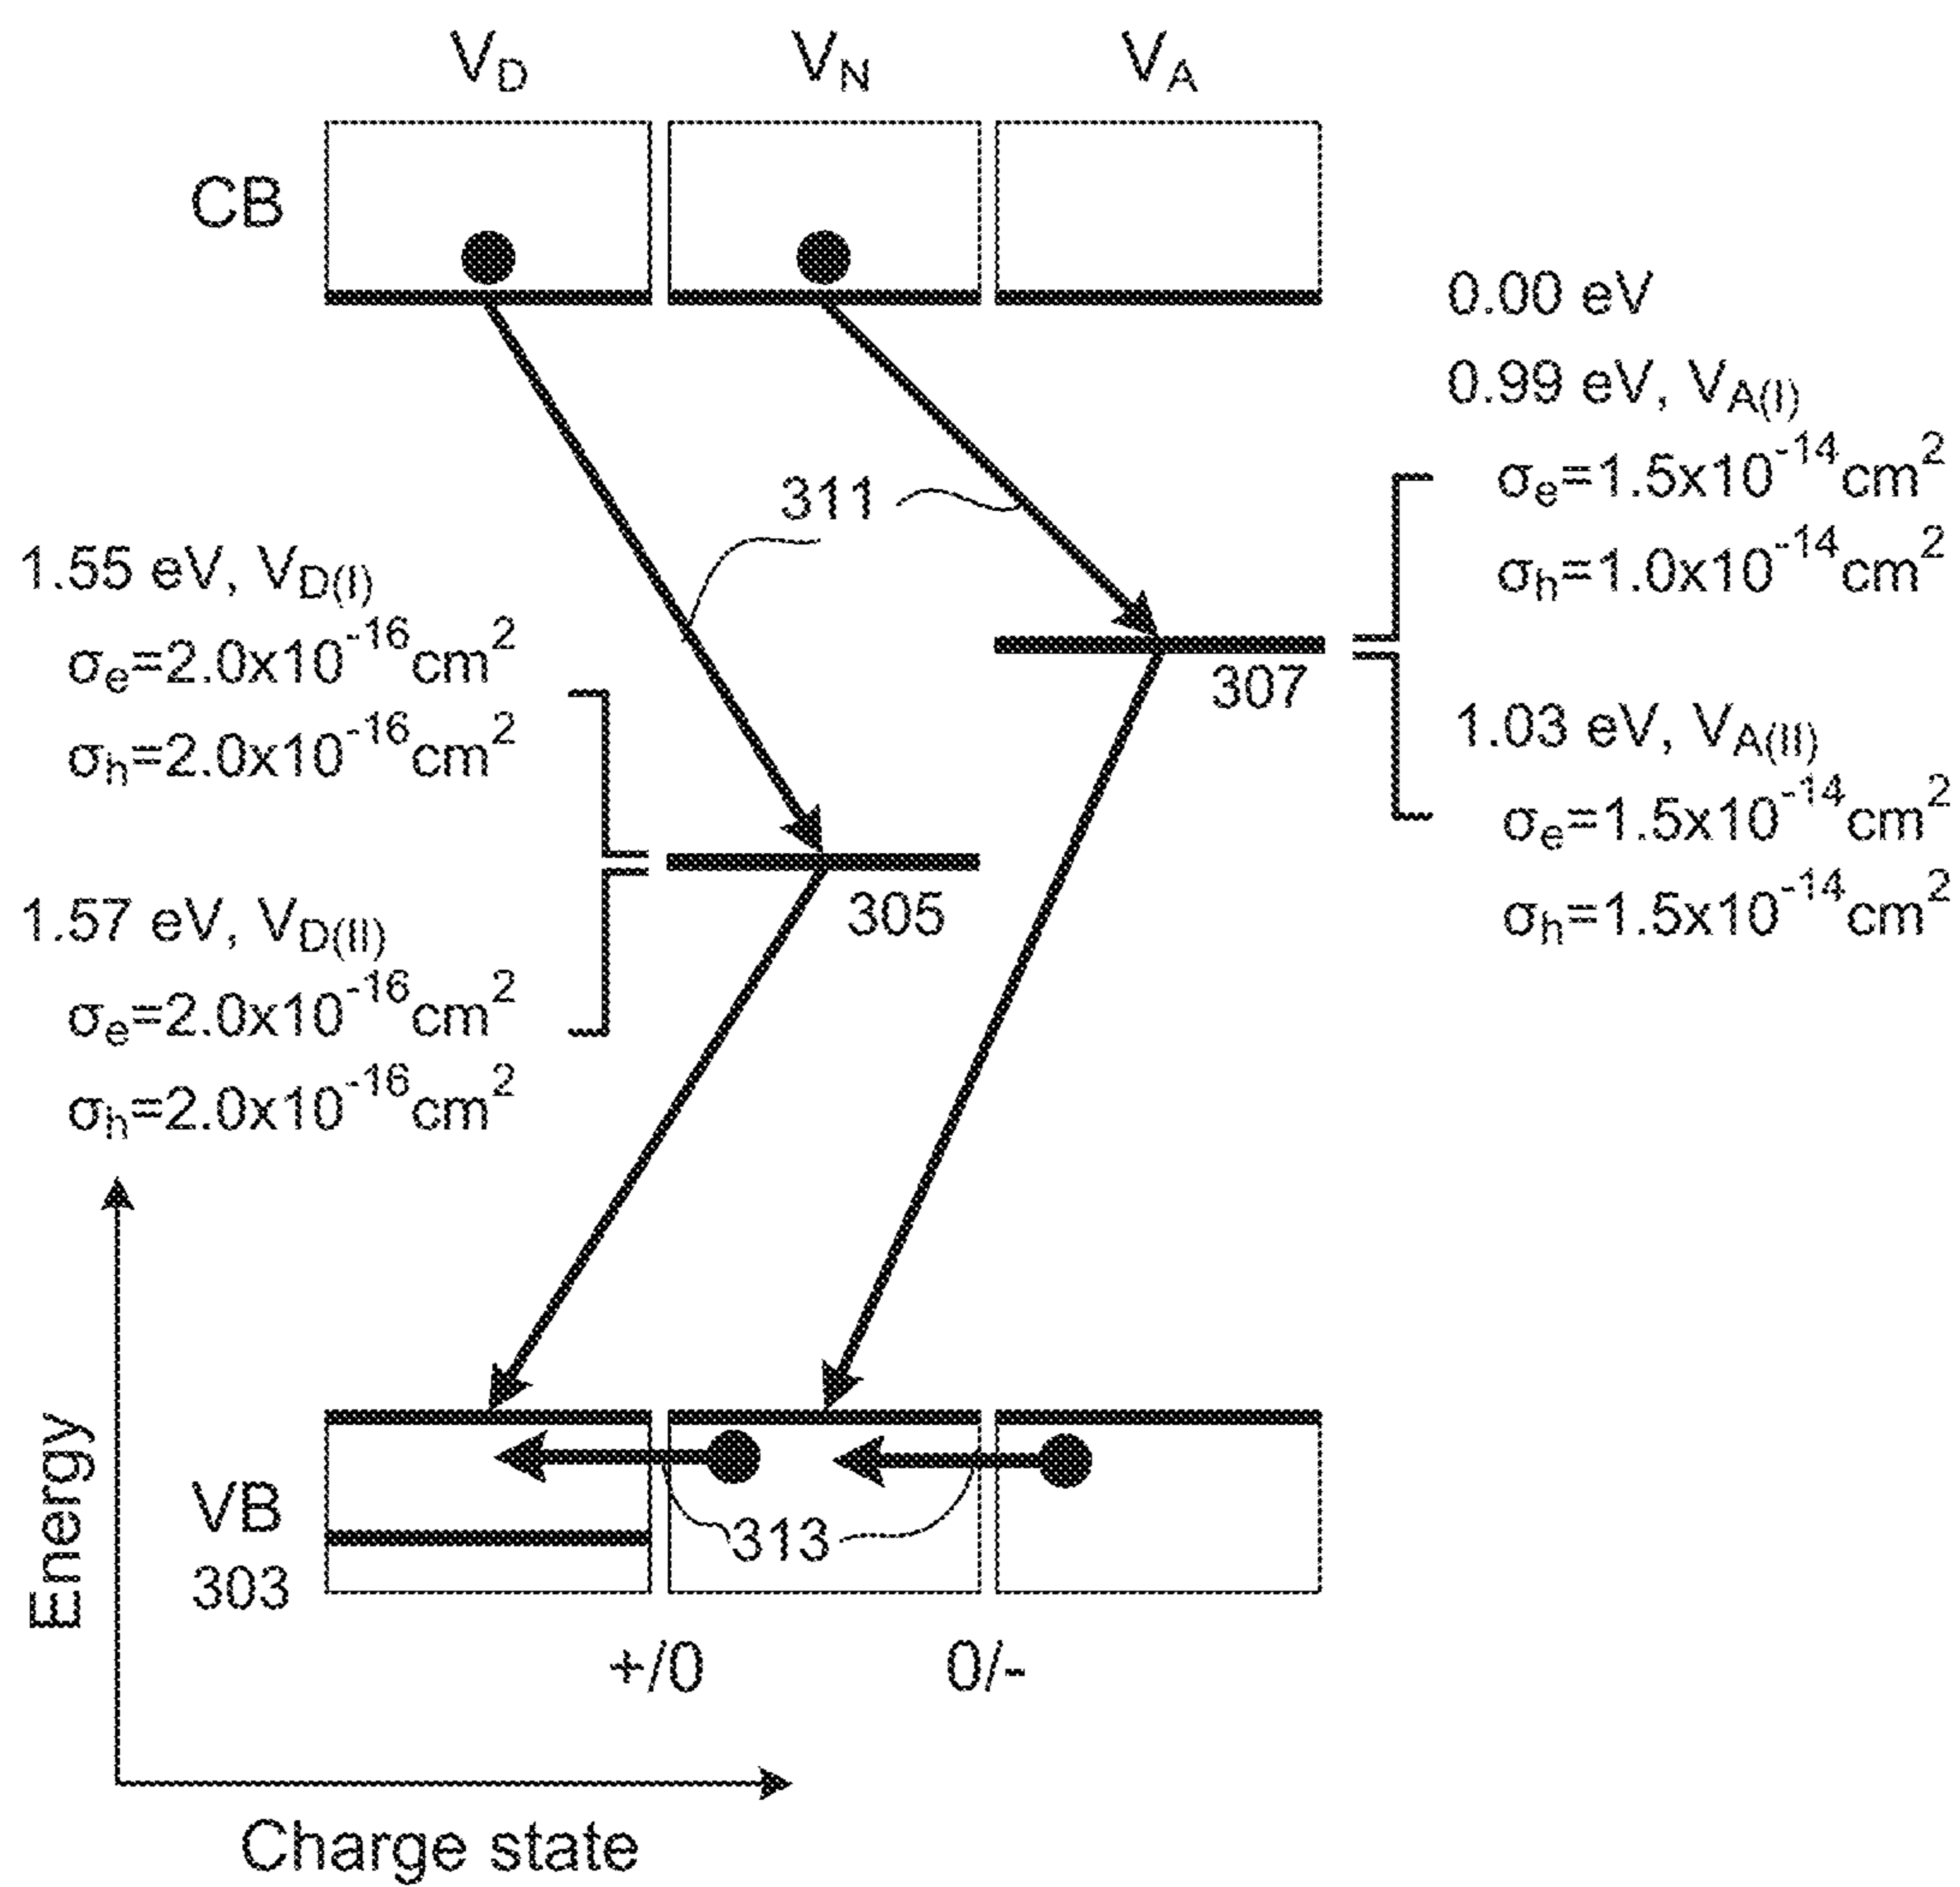 V_D V_N V_A
CB
0.00 eV
0.99 eV, V_A(I)
σ_e=1.5x10^-14cm^2
σ_h=1.0x10^-14cm^2
311
1.55 eV, V_D(I)
σ_e=2.0x10^-16cm^2
σ_h=2.0x10^-16cm^2
307
1.03 eV, V_A(II)
σ_e=1.5x10^-14cm^2
σ_h=1.5x10^-14cm^2
305
1.57 eV, V_D(II)
σ_e=2.0x10^-16cm^2
σ_h=2.0x10^-16cm^2
Energy
VB
303
313
+/0 0/-
Charge state